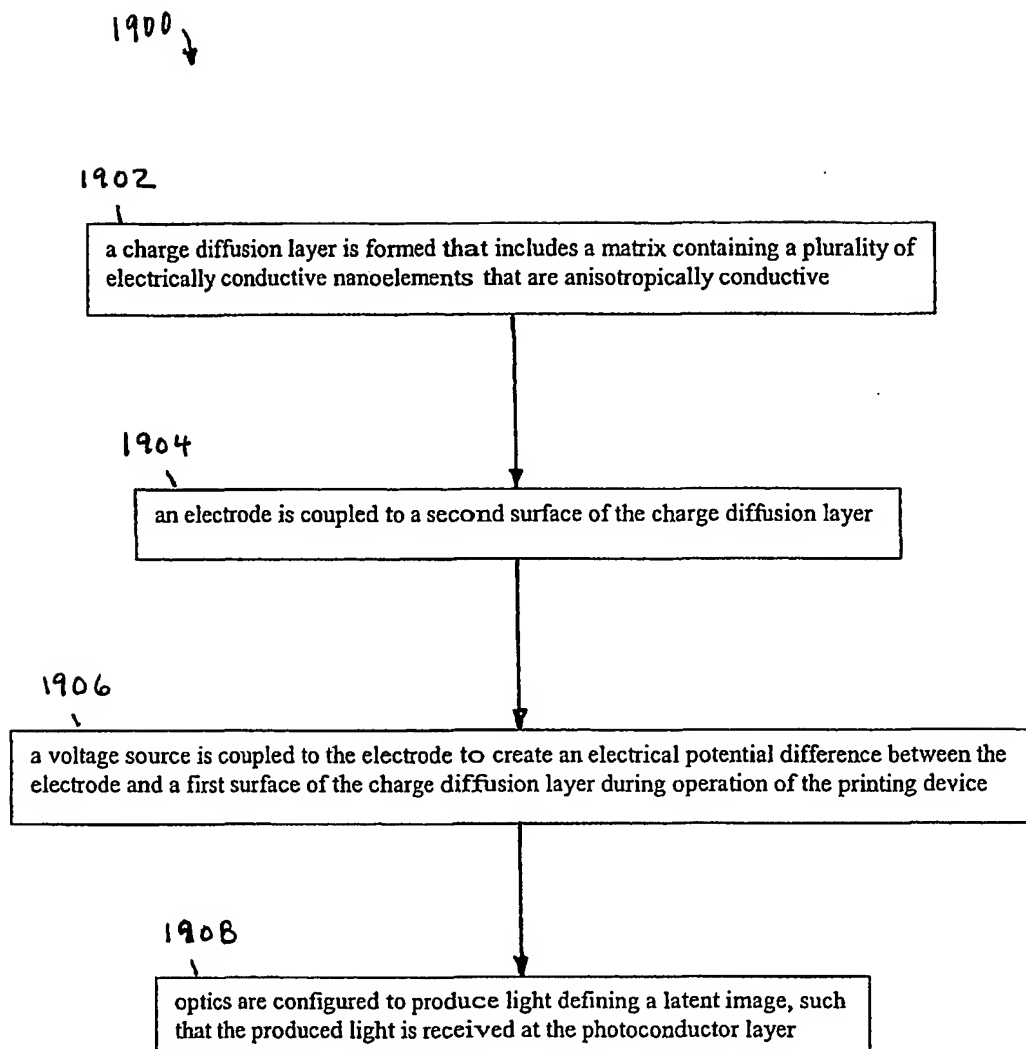 1900
1902
a charge diffusion layer is formed that includes a matrix containing a plurality of
electrically conductive nanoelements that are anisotropically conductive
1904
an electrode is coupled to a second surface of the charge diffusion layer
1906
a voltage source is coupled to the electrode to create an electrical potential difference between the
electrode and a first surface of the charge diffusion layer during operation of the printing device
1908
optics are configured to produce light defining a latent image, such
that the produced light is received at the photoconductor layer